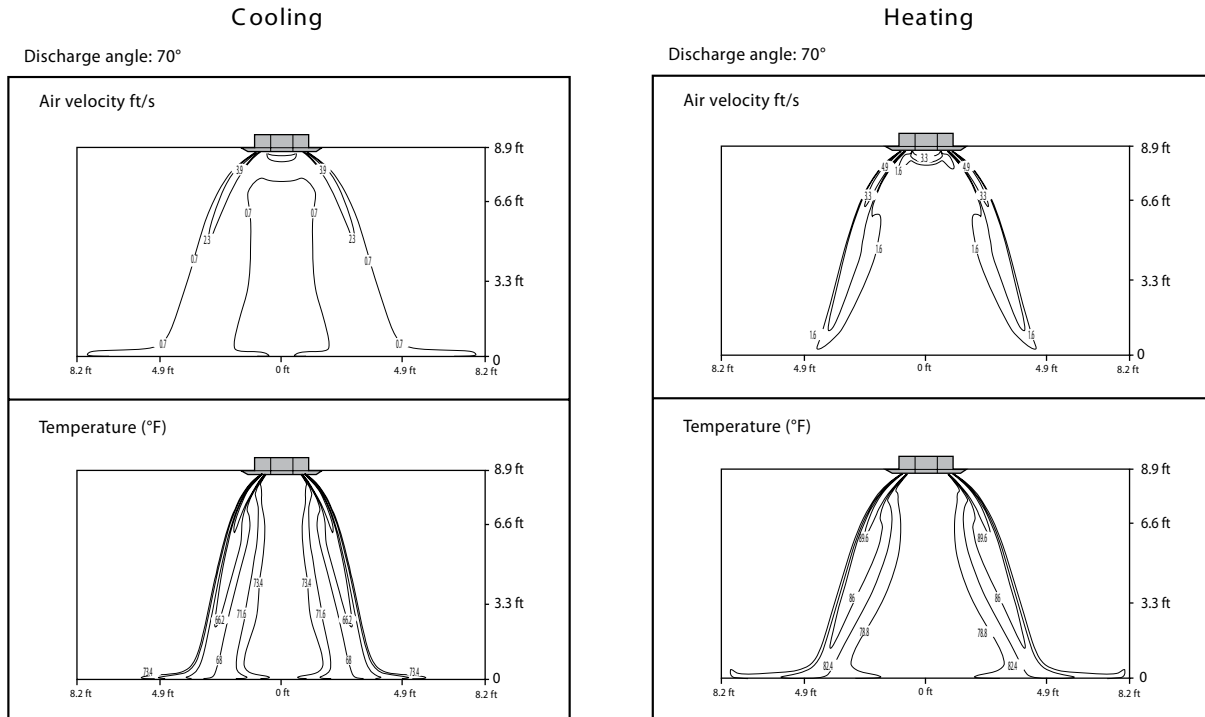 Cooling
Heating
Discharge angle: 70°
Discharge angle: 70°
Air velocity ft/s
3.9
3.9
2.3
2.3
0.7
0.7
0.7
0.7
0.7
0.7
8.9 ft
6.6 ft
3.3 ft
0
8.2 ft
4.9 ft
0 ft
4.9 ft
8.2 ft
Air velocity ft/s
3.3
4.9
4.9
1.6
3.3
3.3
1.6
1.6
1.6
1.6
8.9 ft
6.6 ft
3.3 ft
0
8.2 ft
4.9 ft
0 ft
4.9 ft
8.2 ft
Temperature (°F)
73.4
73.4
66.2
71.6
71.6
66.2
68
68
73.4
73.4
8.9 ft
6.6 ft
3.3 ft
0
8.2 ft
4.9 ft
0 ft
4.9 ft
8.2 ft
Temperature (°F)
89.6
89.6
86
86
78.8
78.8
82.4
82.4
8.9 ft
6.6 ft
3.3 ft
0
8.2 ft
4.9 ft
0 ft
4.9 ft
8.2 ft